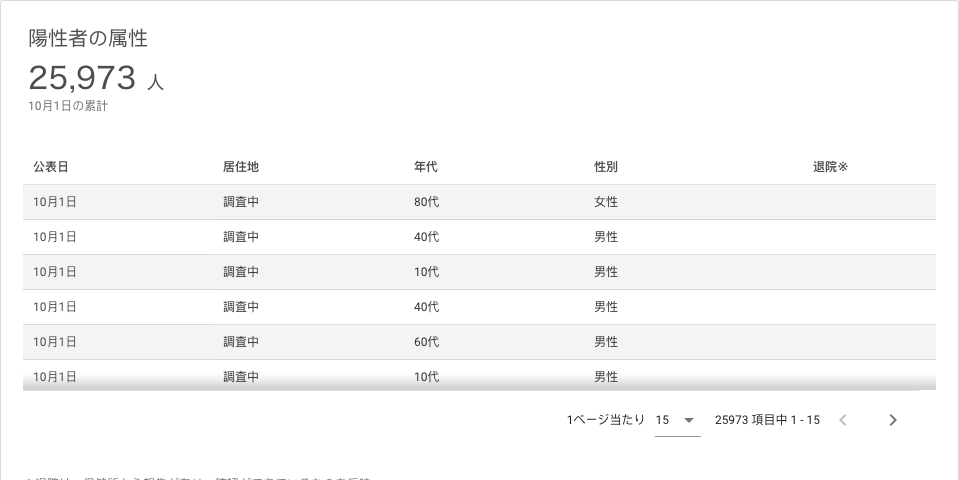 陽性者の属性
25,973 人
10月1日の累計
公表日 居住地 年代 性別 退院※
10月1日 調査中 80代 女性
10月1日 調査中 40代 男性
10月1日 調査中 10代 男性
10月1日 調査中 40代 男性
10月1日 調査中 60代 男性
10月1日 調査中 10代 男性
1ページ当たり 15 25973 項目中 1 - 15